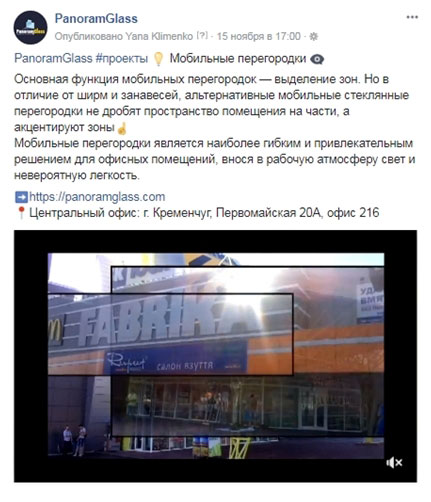 PanoramGlass
Опубликовано Yana Klimenko [?] · 15 ноября в 17:00 ·
PanoramGlass #проекты 💡 Мобильные перегородки 👁
Основная функция мобильных перегородок — выделение зон. Но в
отличие от ширм и занавесей, альтернативные мобильные стеклянные
перегородки не дробят пространство помещения на части, а
акцентируют зоны☝
Мобильные перегородки является наиболее гибким и привлекательным
решением для офисных помещений, внося в рабочую атмосферу свет и
невероятную легкость.
➡https://panoramglass.com
📍Центральный офис: г. Кременчуг, Первомайская 20А, офис 216
FABRIKA
салон взуття